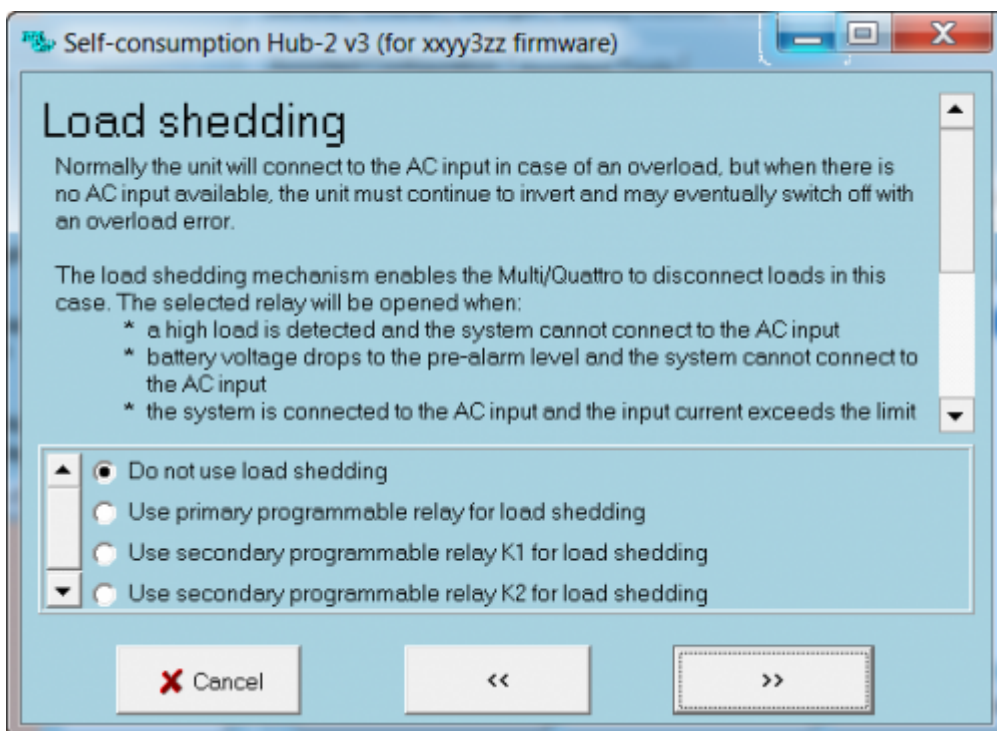 Self-consumption Hub-2 v3 (for xxyy3zz firmware)
Load shedding
Normally the unit will connect to the AC input in case of an overload, but when there is
no AC input available, the unit must continue to invert and may eventually switch off with
an overload error.
The load shedding mechanism enables the Multi/Quattro to disconnect loads in this
case. The selected relay will be opened when:
* a high load is detected and the system cannot connect to the AC input
* battery voltage drops to the pre-alarm level and the system cannot connect to
the AC input
* the system is connected to the AC input and the input current exceeds the limit
Do not use load shedding
Use primary programmable relay for load shedding
Use secondary programmable relay K1 for load shedding
Use secondary programmable relay K2 for load shedding
Cancel
<<
>>